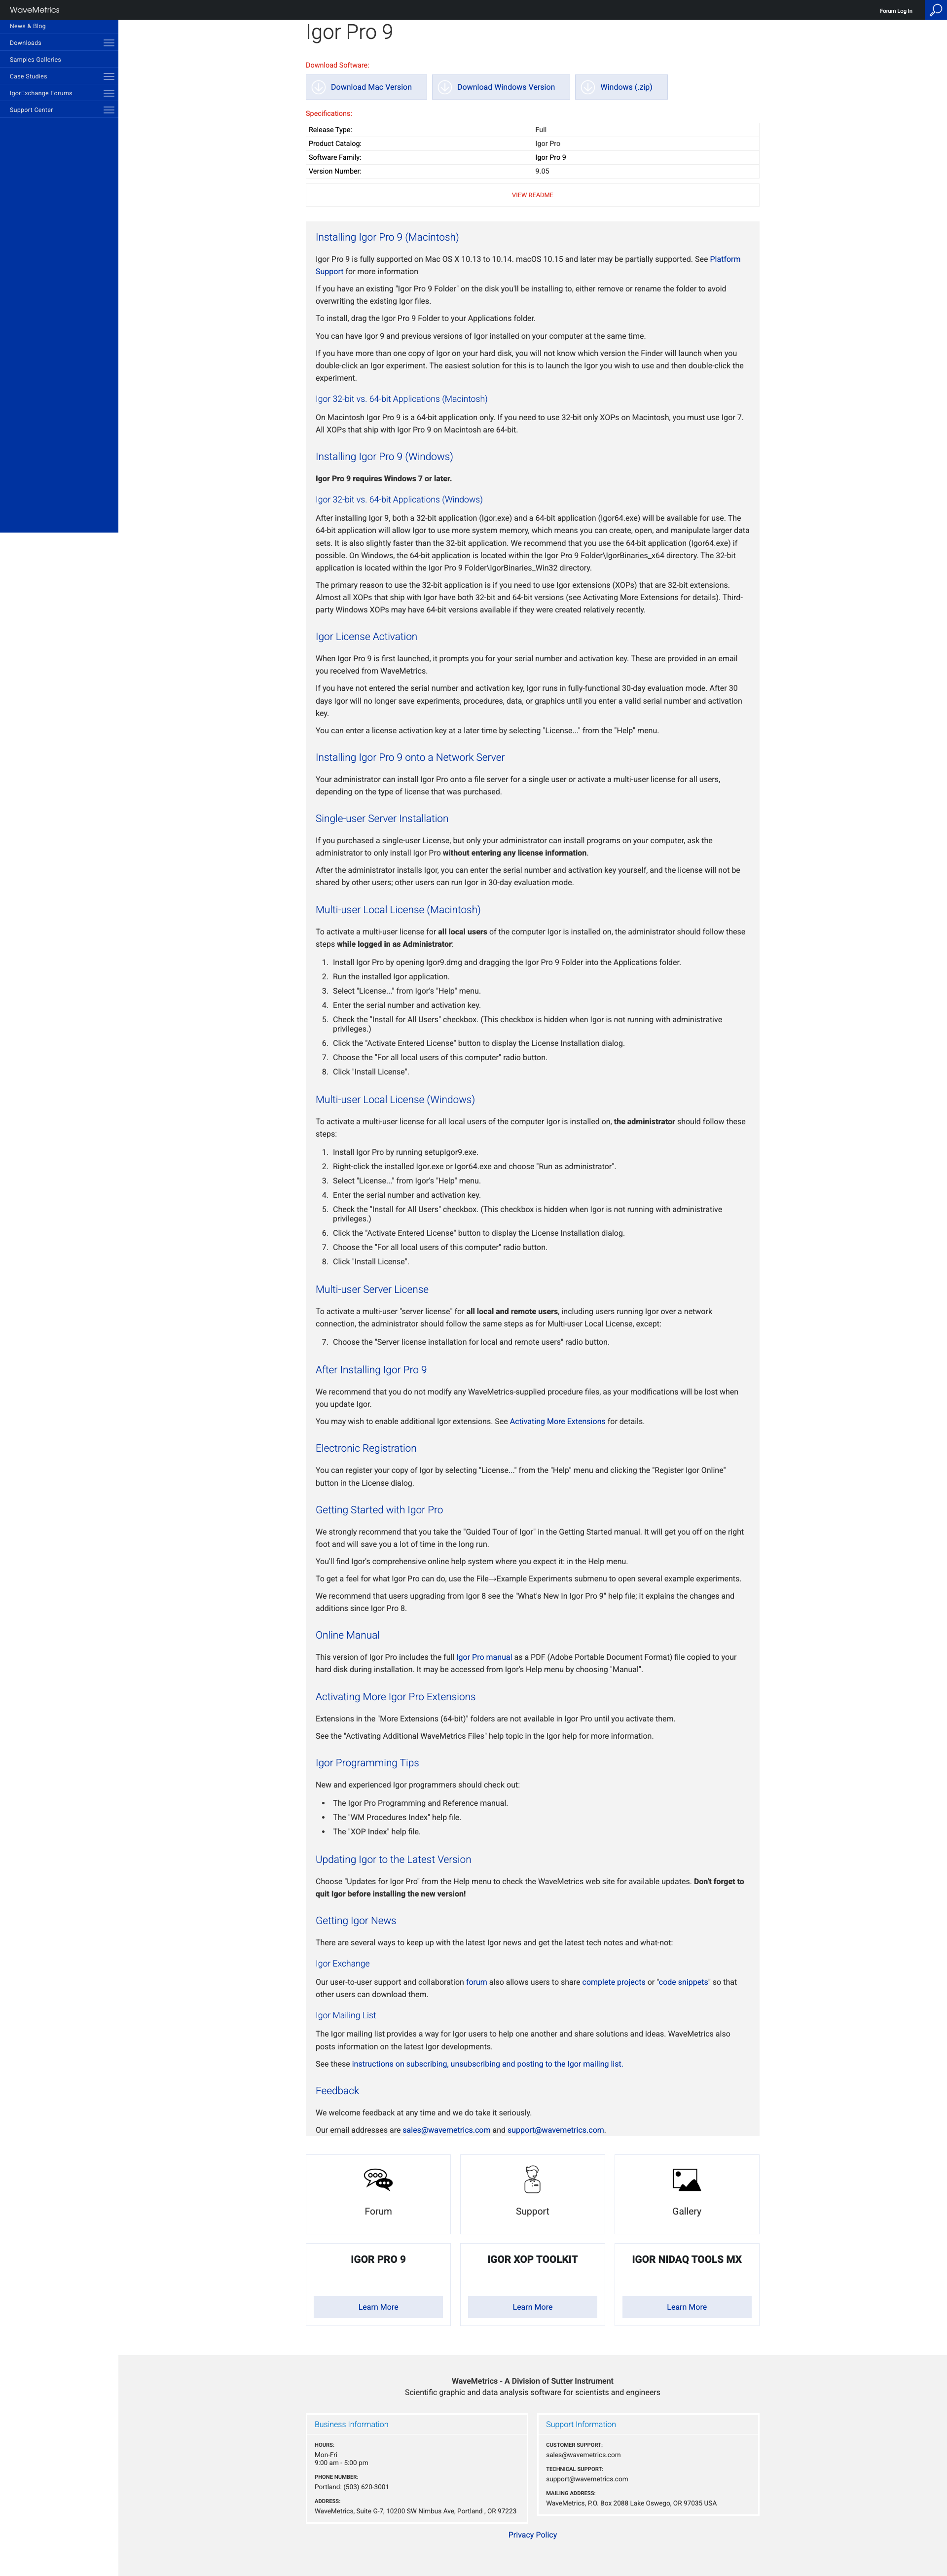 WaveMetrics
Forum Log In
News & Blog
Downloads
Samples Galleries
Case Studies
IgorExchange Forums
Support Center
Igor Pro 9
Download Software:
Download Mac Version
Download Windows Version
Windows (.zip)
Specifications:
Release Type: Full
Product Catalog: Igor Pro
Software Family: Igor Pro 9
Version Number: 9.05
VIEW README
Installing Igor Pro 9 (Macintosh)
Igor Pro 9 is fully supported on Mac OS X 10.13 to 10.14. macOS 10.15 and later may be partially supported. See Platform
Support for more information
If you have an existing "Igor Pro 9 Folder" on the disk you'll be installing to, either remove or rename the folder to avoid
overwriting the existing Igor files.
To install, drag the Igor Pro 9 Folder to your Applications folder.
You can have Igor 9 and previous versions of Igor installed on your computer at the same time.
If you have more than one copy of Igor on your hard disk, you will not know which version the Finder will launch when you
double-click an Igor experiment. The easiest solution for this is to launch the Igor you wish to use and then double-click the
experiment.
Igor 32-bit vs. 64-bit Applications (Macintosh)
On Macintosh Igor Pro 9 is a 64-bit application only. If you need to use 32-bit only XOPs on Macintosh, you must use Igor 7.
All XOPs that ship with Igor Pro 9 on Macintosh are 64-bit.
Installing Igor Pro 9 (Windows)
Igor Pro 9 requires Windows 7 or later.
Igor 32-bit vs. 64-bit Applications (Windows)
After installing Igor 9, both a 32-bit application (Igor.exe) and a 64-bit application (Igor64.exe) will be available for use. The
64-bit application will allow Igor to use more system memory, which means you can create, open, and manipulate larger data
sets. It is also slightly faster than the 32-bit application. We recommend that you use the 64-bit application (Igor64.exe) if
possible. On Windows, the 64-bit application is located within the Igor Pro 9 Folder\IgorBinaries_x64 directory. The 32-bit
application is located within the Igor Pro 9 Folder\IgorBinaries_Win32 directory.
The primary reason to use the 32-bit application is if you need to use Igor extensions (XOPs) that are 32-bit extensions.
Almost all XOPs that ship with Igor have both 32-bit and 64-bit versions (see Activating More Extensions for details). Third-
party Windows XOPs may have 64-bit versions available if they were created relatively recently.
Igor License Activation
When Igor Pro 9 is first launched, it prompts you for your serial number and activation key. These are provided in an email
you received from WaveMetrics.
If you have not entered the serial number and activation key, Igor runs in fully-functional 30-day evaluation mode. After 30
days Igor will no longer save experiments, procedures, data, or graphics until you enter a valid serial number and activation
key.
You can enter a license activation key at a later time by selecting "License..." from the "Help" menu.
Installing Igor Pro 9 onto a Network Server
Your administrator can install Igor Pro onto a file server for a single user or activate a multi-user license for all users,
depending on the type of license that was purchased.
Single-user Server Installation
If you purchased a single-user License, but only your administrator can install programs on your computer, ask the
administrator to only install Igor Pro without entering any license information.
After the administrator installs Igor, you can enter the serial number and activation key yourself, and the license will not be
shared by other users; other users can run Igor in 30-day evaluation mode.
Multi-user Local License (Macintosh)
To activate a multi-user license for all local users of the computer Igor is installed on, the administrator should follow these
steps while logged in as Administrator:
1. Install Igor Pro by opening Igor9.dmg and dragging the Igor Pro 9 Folder into the Applications folder.
2. Run the installed Igor application.
3. Select "License..." from Igor's "Help" menu.
4. Enter the serial number and activation key.
5. Check the "Install for All Users" checkbox. (This checkbox is hidden when Igor is not running with administrative
privileges.)
6. Click the "Activate Entered License" button to display the License Installation dialog.
7. Choose the "For all local users of this computer" radio button.
8. Click "Install License".
Multi-user Local License (Windows)
To activate a multi-user license for all local users of the computer Igor is installed on, the administrator should follow these
steps:
1. Install Igor Pro by running setupIgor9.exe.
2. Right-click the installed Igor.exe or Igor64.exe and choose "Run as administrator".
3. Select "License..." from Igor's "Help" menu.
4. Enter the serial number and activation key.
5. Check the "Install for All Users" checkbox. (This checkbox is hidden when Igor is not running with administrative
privileges.)
6. Click the "Activate Entered License" button to display the License Installation dialog.
7. Choose the "For all local users of this computer" radio button.
8. Click "Install License".
Multi-user Server License
To activate a multi-user "server license" for all local and remote users, including users running Igor over a network
connection, the administrator should follow the same steps as for Multi-user Local License, except:
7. Choose the "Server license installation for local and remote users" radio button.
After Installing Igor Pro 9
We recommend that you do not modify any WaveMetrics-supplied procedure files, as your modifications will be lost when
you update Igor.
You may wish to enable additional Igor extensions. See Activating More Extensions for details.
Electronic Registration
You can register your copy of Igor by selecting "License..." from the "Help" menu and clicking the "Register Igor Online"
button in the License dialog.
Getting Started with Igor Pro
We strongly recommend that you take the "Guided Tour of Igor" in the Getting Started manual. It will get you off on the right
foot and will save you a lot of time in the long run.
You'll find Igor's comprehensive online help system where you expect it: in the Help menu.
To get a feel for what Igor Pro can do, use the File→Example Experiments submenu to open several example experiments.
We recommend that users upgrading from Igor 8 see the "What's New In Igor Pro 9" help file; it explains the changes and
additions since Igor Pro 8.
Online Manual
This version of Igor Pro includes the full Igor Pro manual as a PDF (Adobe Portable Document Format) file copied to your
hard disk during installation. It may be accessed from Igor's Help menu by choosing "Manual".
Activating More Igor Pro Extensions
Extensions in the "More Extensions (64-bit)" folders are not available in Igor Pro until you activate them.
See the "Activating Additional WaveMetrics Files" help topic in the Igor help for more information.
Igor Programming Tips
New and experienced Igor programmers should check out:
• The Igor Pro Programming and Reference manual.
• The "WM Procedures Index" help file.
• The "XOP Index" help file.
Updating Igor to the Latest Version
Choose "Updates for Igor Pro" from the Help menu to check the WaveMetrics web site for available updates. Don't forget to
quit Igor before installing the new version!
Getting Igor News
There are several ways to keep up with the latest Igor news and get the latest tech notes and what-not:
Igor Exchange
Our user-to-user support and collaboration forum also allows users to share complete projects or "code snippets" so that
other users can download them.
Igor Mailing List
The Igor mailing list provides a way for Igor users to help one another and share solutions and ideas. WaveMetrics also
posts information on the latest Igor developments.
See these instructions on subscribing, unsubscribing and posting to the Igor mailing list.
Feedback
We welcome feedback at any time and we do take it seriously.
Our email addresses are sales@wavemetrics.com and support@wavemetrics.com.
Forum
Support
Gallery
IGOR PRO 9
IGOR XOP TOOLKIT
IGOR NIDAQ TOOLS MX
Learn More
Learn More
Learn More
WaveMetrics - A Division of Sutter Instrument
Scientific graphic and data analysis software for scientists and engineers
Business Information
HOURS:
Mon-Fri
9:00 am - 5:00 pm
PHONE NUMBER:
Portland: (503) 620-3001
ADDRESS:
WaveMetrics, Suite G-7, 10200 SW Nimbus Ave, Portland , OR 97223
Support Information
CUSTOMER SUPPORT:
sales@wavemetrics.com
TECHNICAL SUPPORT:
support@wavemetrics.com
MAILING ADDRESS:
WaveMetrics, P.O. Box 2088 Lake Oswego, OR 97035 USA
Privacy Policy